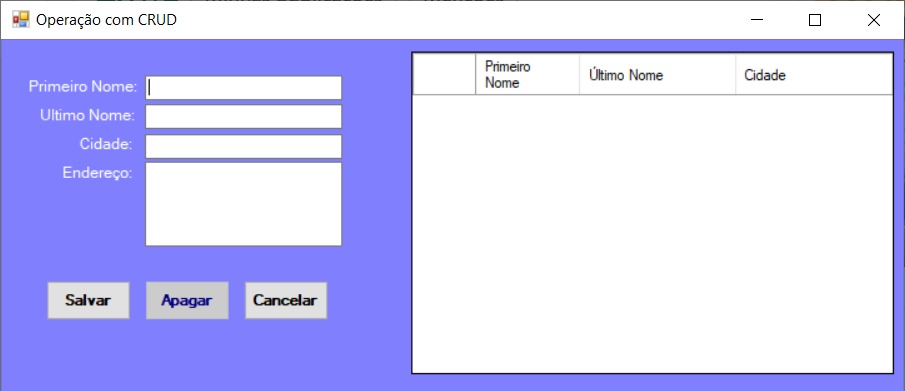 Operação com CRUD
Primeiro Nome:
Ultimo Nome:
Cidade:
Endereço:
Salvar
Apagar
Cancelar
Primeiro
Nome
Último Nome
Cidade